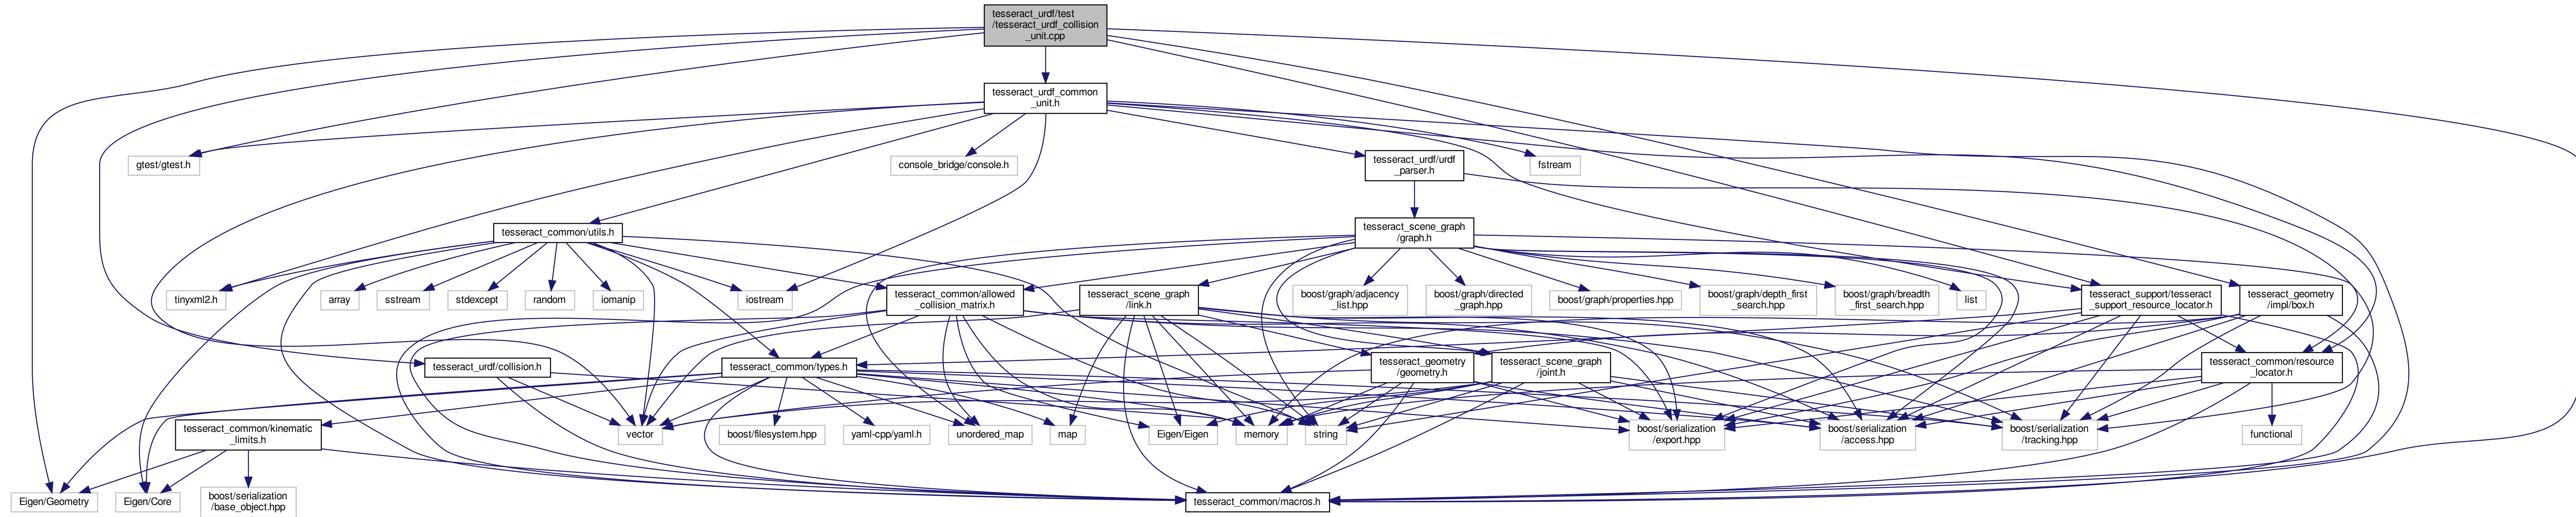 tesseract_urdf/test
/tesseract_urdf_collision
_unit.cpp
tesseract_urdf_common
_unit.h
gtest/gtest.h
console_bridge/console.h
tesseract_urdf/urdf
_parser.h
fstream
tesseract_common/utils.h
tesseract_scene_graph
/graph.h
tinyxml2.h
array
sstream
stdexcept
random
iomanip
iostream
tesseract_common/allowed
_collision_matrix.h
tesseract_scene_graph
/link.h
boost/graph/adjacency
_list.hpp
boost/graph/directed
_graph.hpp
boost/graph/properties.hpp
boost/graph/depth_first
_search.hpp
boost/graph/breadth
_first_search.hpp
list
tesseract_support/tesseract
_support_resource_locator.h
tesseract_geometry
/impl/box.h
tesseract_urdf/collision.h
tesseract_common/types.h
tesseract_geometry
/geometry.h
tesseract_scene_graph
/joint.h
tesseract_common/resource
_locator.h
tesseract_common/kinematic
_limits.h
vector
boost/filesystem.hpp
yaml-cpp/yaml.h
unordered_map
map
Eigen/Eigen
memory
string
boost/serialization
/export.hpp
boost/serialization
/access.hpp
boost/serialization
/tracking.hpp
functional
Eigen/Geometry
Eigen/Core
boost/serialization
/base_object.hpp
tesseract_common/macros.h